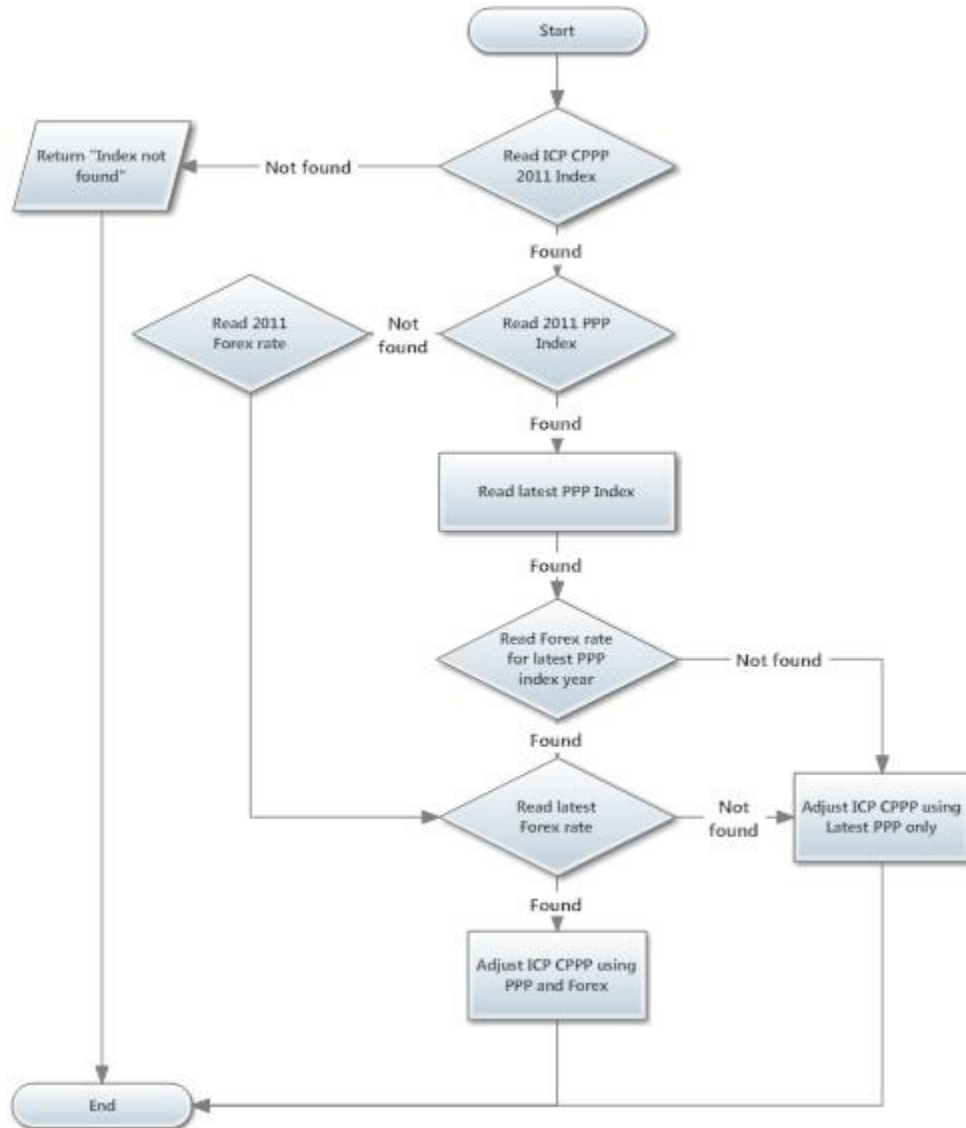 Start
Read ICP CPPP
2011 Index
Not found
Return "Index not
found"
Found
Read 2011 PPP
Index
Not
found
Read 2011
Forex rate
Found
Read latest PPP Index
Found
Read Forex rate
for latest PPP
index year
Not found
Found
Read latest
Forex rate
Not
found
Adjust ICP CPPP using
Latest PPP only
Found
Adjust ICP CPPP using
PPP and Forex
End